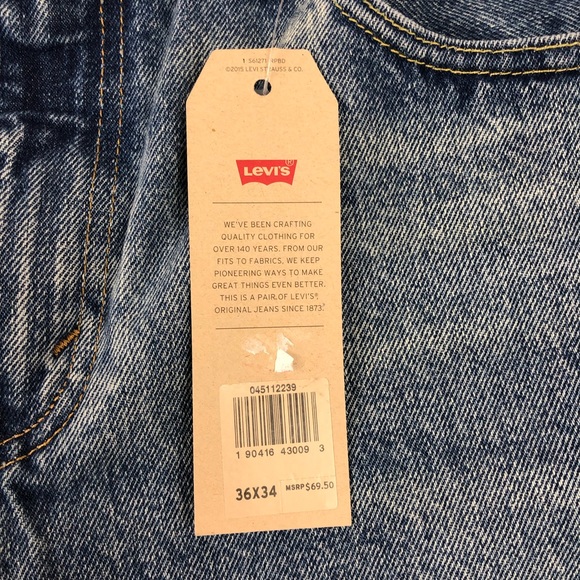 ©2015 LEVI STRAUSS & CO.
LEVI'S
WE'VE BEEN CRAFTING
QUALITY CLOTHING FOR
OVER 140 YEARS. FROM OUR
FITS TO FABRICS, WE KEEP
PIONEERING WAYS TO MAKE
GREAT THINGS EVEN BETTER.
THIS IS A PAIR OF LEVI'S®
ORIGINAL JEANS SINCE 1873.
045112239
1 90416 43009 3
36X34 MSRP$69.50